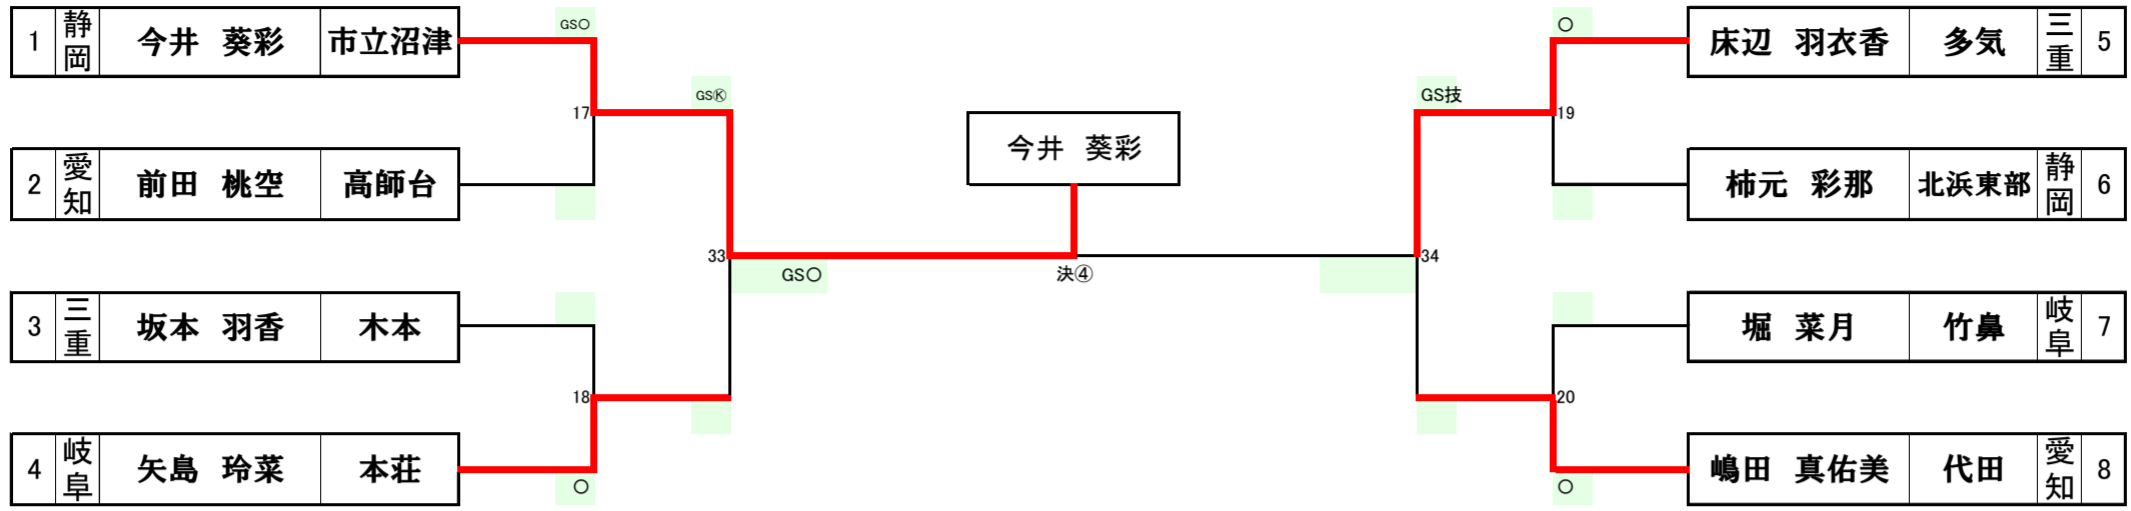 1 静岡 今井 葵彩 市立沼津
GS〇
17
2 愛知 前田 桃空 高師台
GSⓀ
33
GS〇
3 三重 坂本 羽香 木本
18
4 岐阜 矢島 玲菜 本荘
〇
今井 葵彩
決④
〇
床辺 羽衣香 多気 三重 5
GS技
19
柿元 彩那 北浜東部 静岡 6
34
堀 菜月 竹鼻 岐阜 7
20
嶋田 真佑美 代田 愛知 8
〇